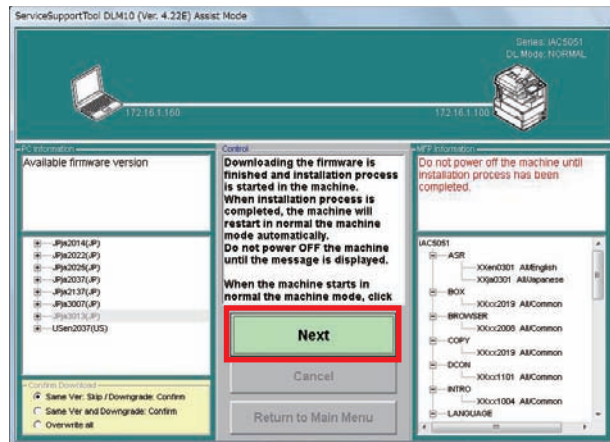 ServiceSupportTool DLM10 (Ver. 4.22E) Assist Mode
Series: iAC5051
DL Mode: NORMAL
172.16.1.160
172.16.1.100
PC Information
Available firmware version
JPja2014(JP)
JPja2022(JP)
JPja2025(JP)
JPja2037(JP)
JPja2137(JP)
JPja3007(JP)
JPja3013(JP)
USen2037(US)
Confirm Download
Same Ver: Skip / Downgrade: Confirm
Same Ver and Downgrade: Confirm
Overwrite all
Control
Downloading the firmware is
finished and installation process
is started in the machine.
When installation process is
completed, the machine will
restart in normal the machine
mode automatically.
Do not power OFF the machine
until the message is displayed.
When the machine starts in
normal the machine mode, click
Next
Cancel
Return to Main Menu
MFP Information
Do not power off the machine until
installation process has been
completed.
iAC5051
ASR
XXen0301 All/English
XXja0301 All/Japanese
BOX
XXcc2019 All/Common
BROWSER
XXcc2008 All/Common
COPY
XXcc2019 All/Common
DCON
XXcc1101 All/Common
INTRO
XXcc1004 All/Common
LANGUAGE